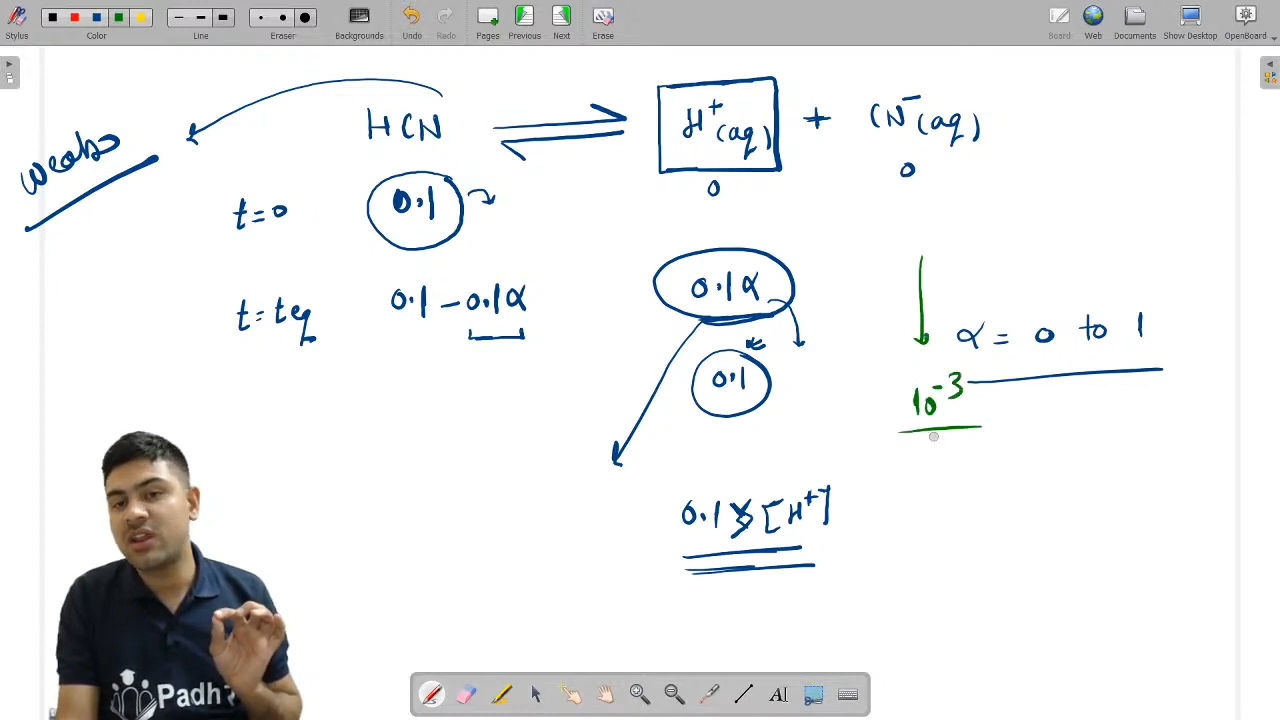 Stylus
Color
Line
Eraser
Backgrounds
Undo
Redo
Pages
Previous
Next
Erase
Board
Web
Documents
Show Desktop
OpenBoard
weak
HCN ⇌ H⁺(aq) + CN⁻(aq)
t=0 0.1 0 0
t=teq 0.1 – 0.1α 0.1α
α = 0 to 1
0.1
10⁻³
0.1 [H⁺]
Padh